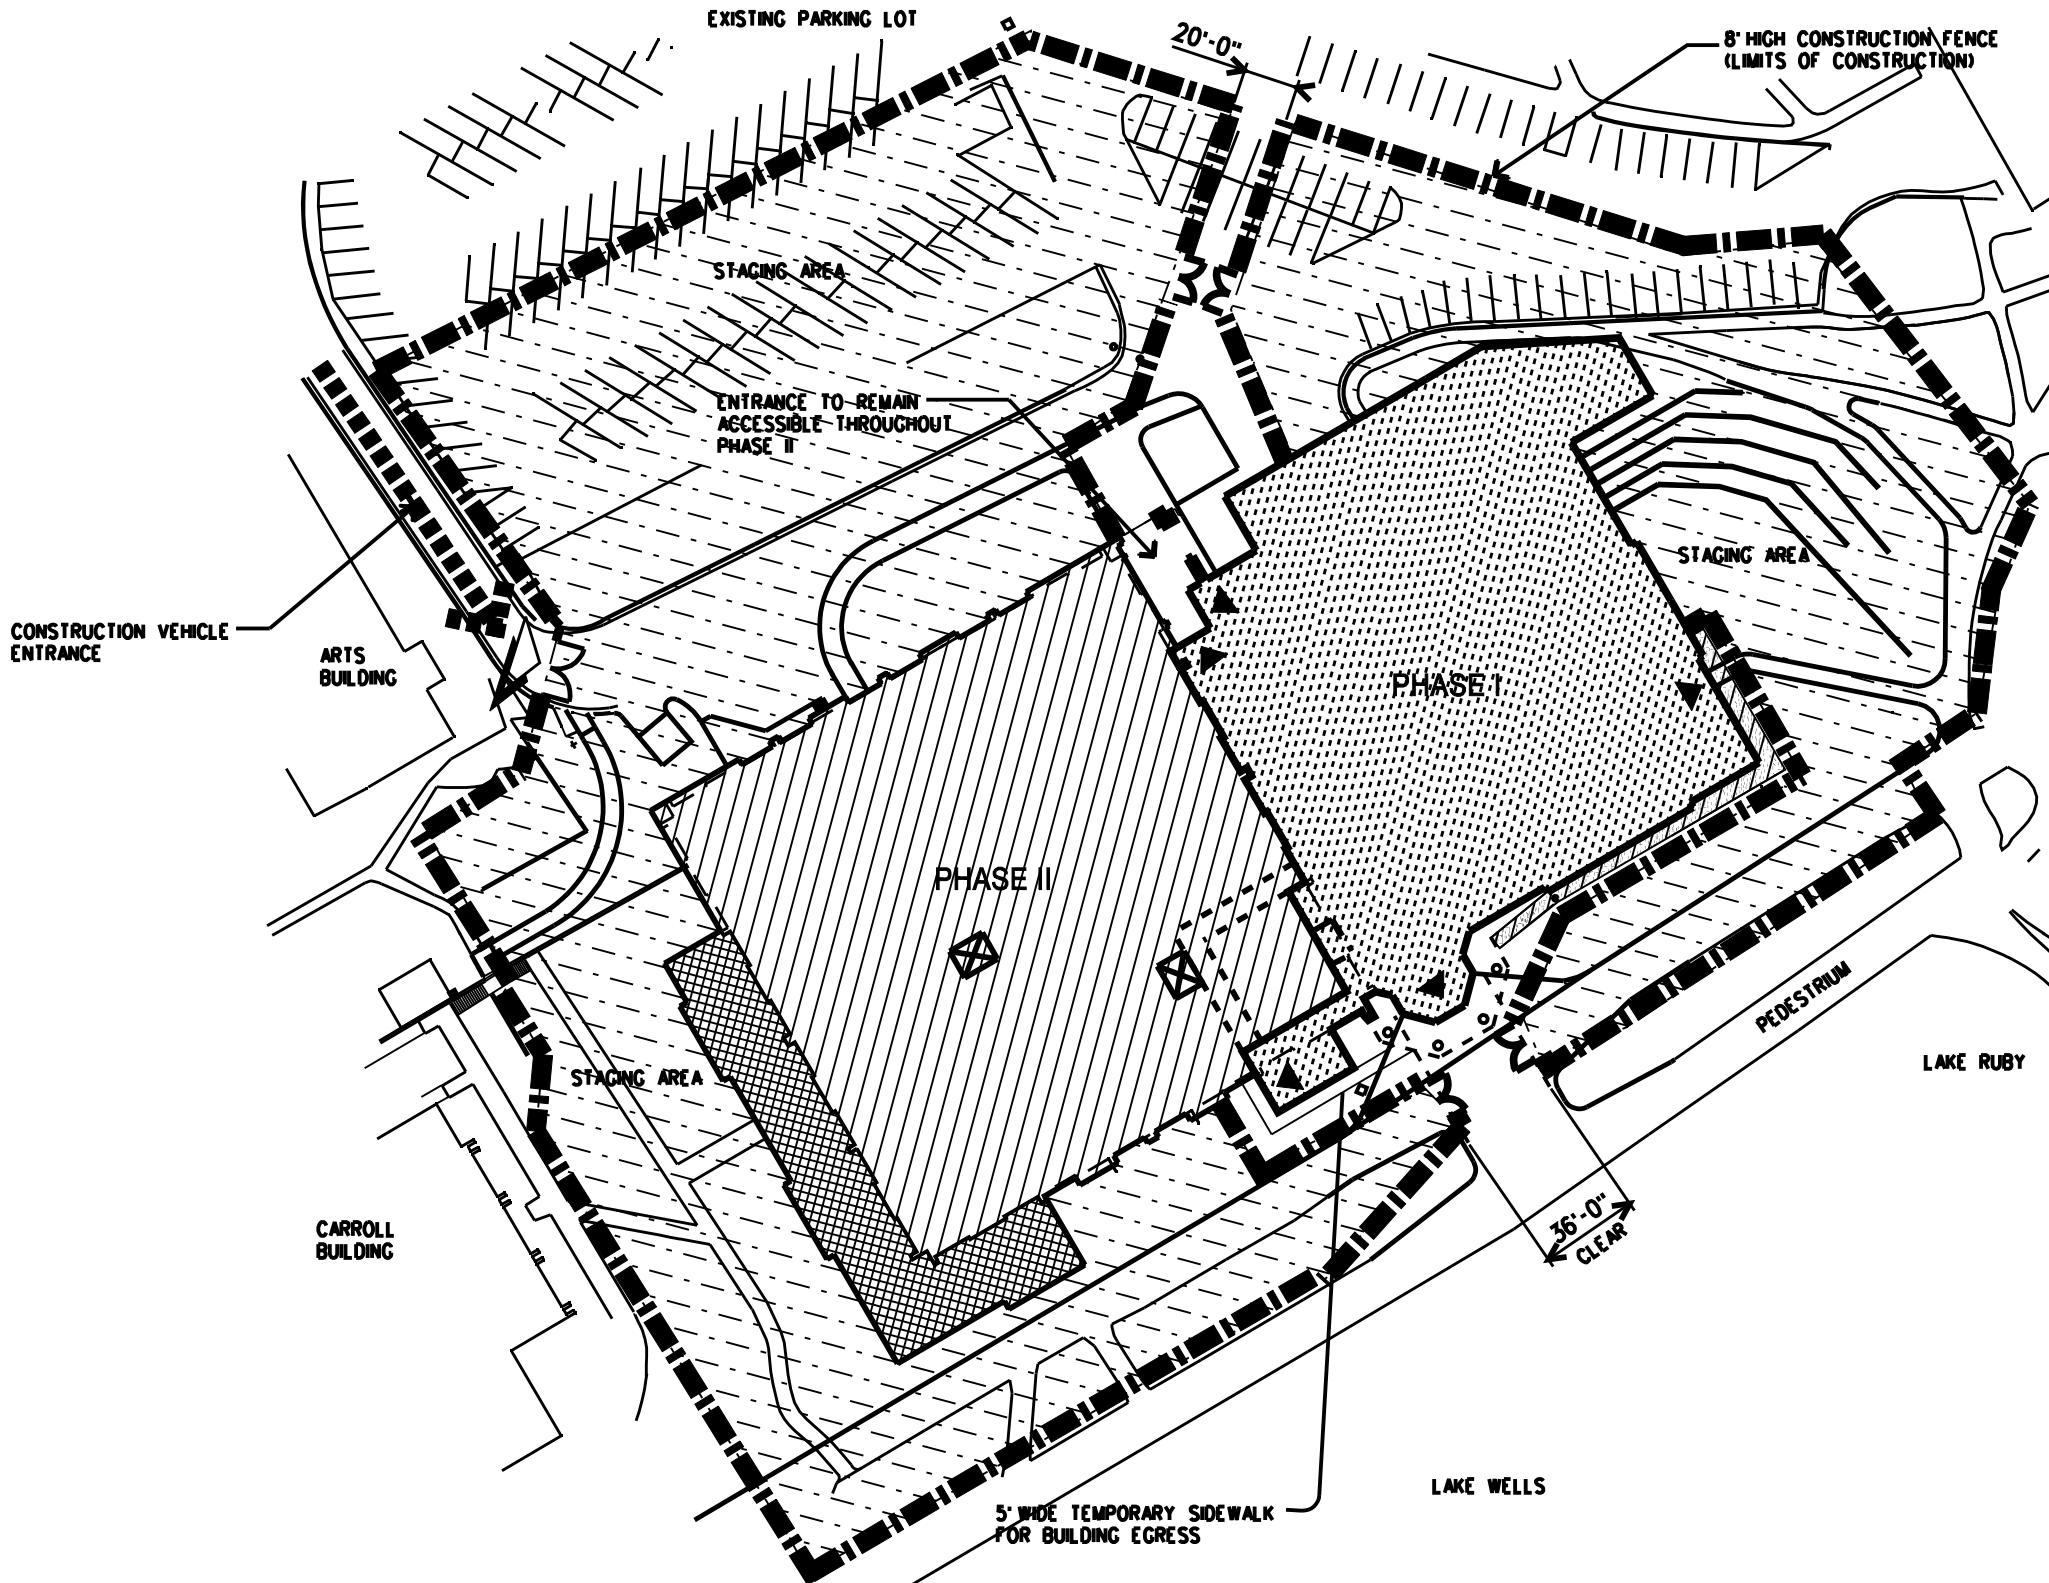 EXISTING PARKING LOT
20'-0"
8' HIGH CONSTRUCTION FENCE
(LIMITS OF CONSTRUCTION)
STAGING AREA
ENTRANCE TO REMAIN
ACCESSIBLE THROUGHOUT
PHASE II
STAGING AREA
CONSTRUCTION VEHICLE
ENTRANCE
ARTS
BUILDING
PHASE I
PHASE II
PEDESTRIUM
LAKE RUBY
STAGING AREA
CARROLL
BUILDING
36'-0"
CLEAR
LAKE WELLS
5' WIDE TEMPORARY SIDEWALK
FOR BUILDING EGRESS